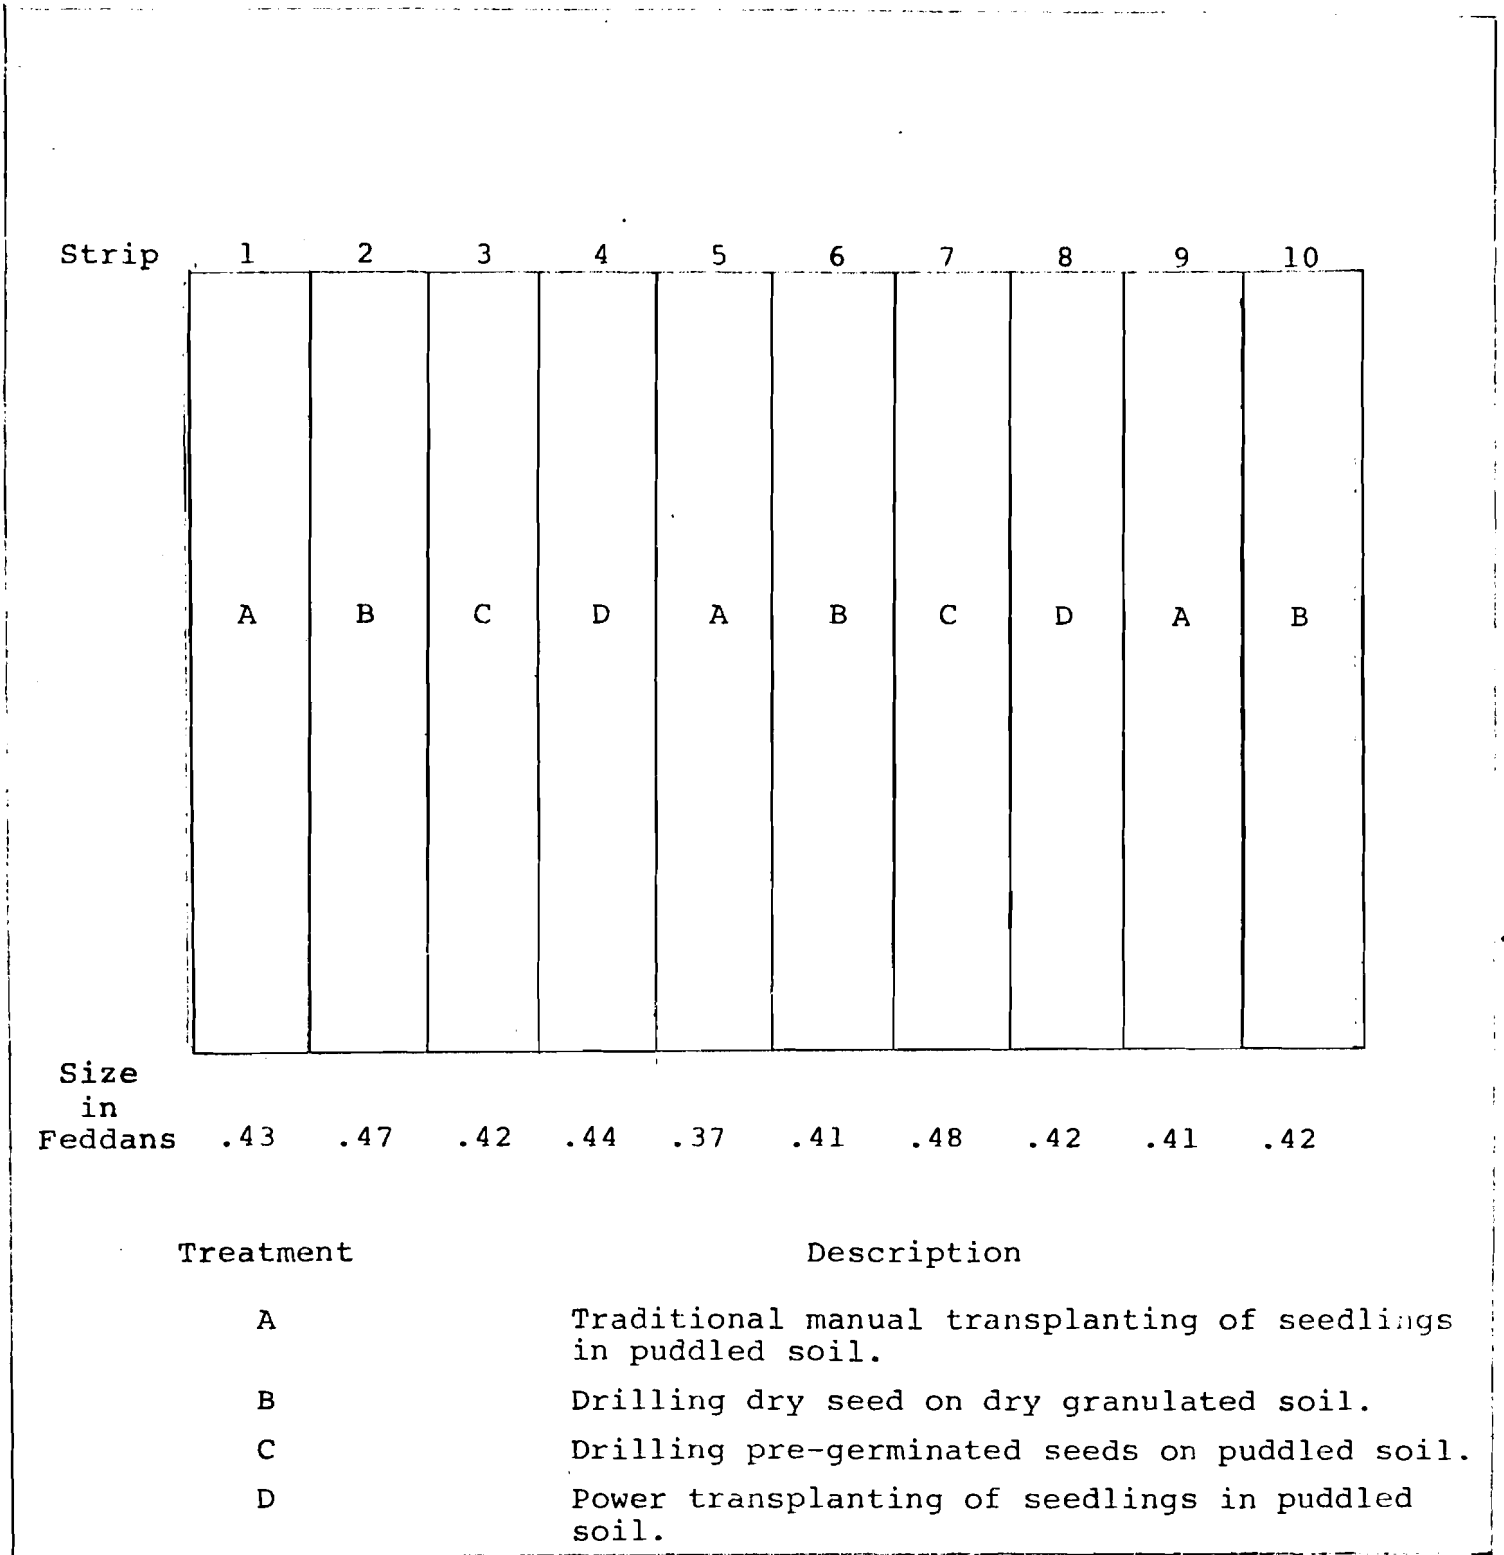 Strip 1 2 3 4 5 6 7 8 9 10
A B C D A B C D A B
Size
in
Feddans .43 .47 .42 .44 .37 .41 .48 .42 .41 .42
Treatment Description
A Traditional manual transplanting of seedlings
in puddled soil.
B Drilling dry seed on dry granulated soil.
C Drilling pre-germinated seeds on puddled soil.
D Power transplanting of seedlings in puddled
soil.